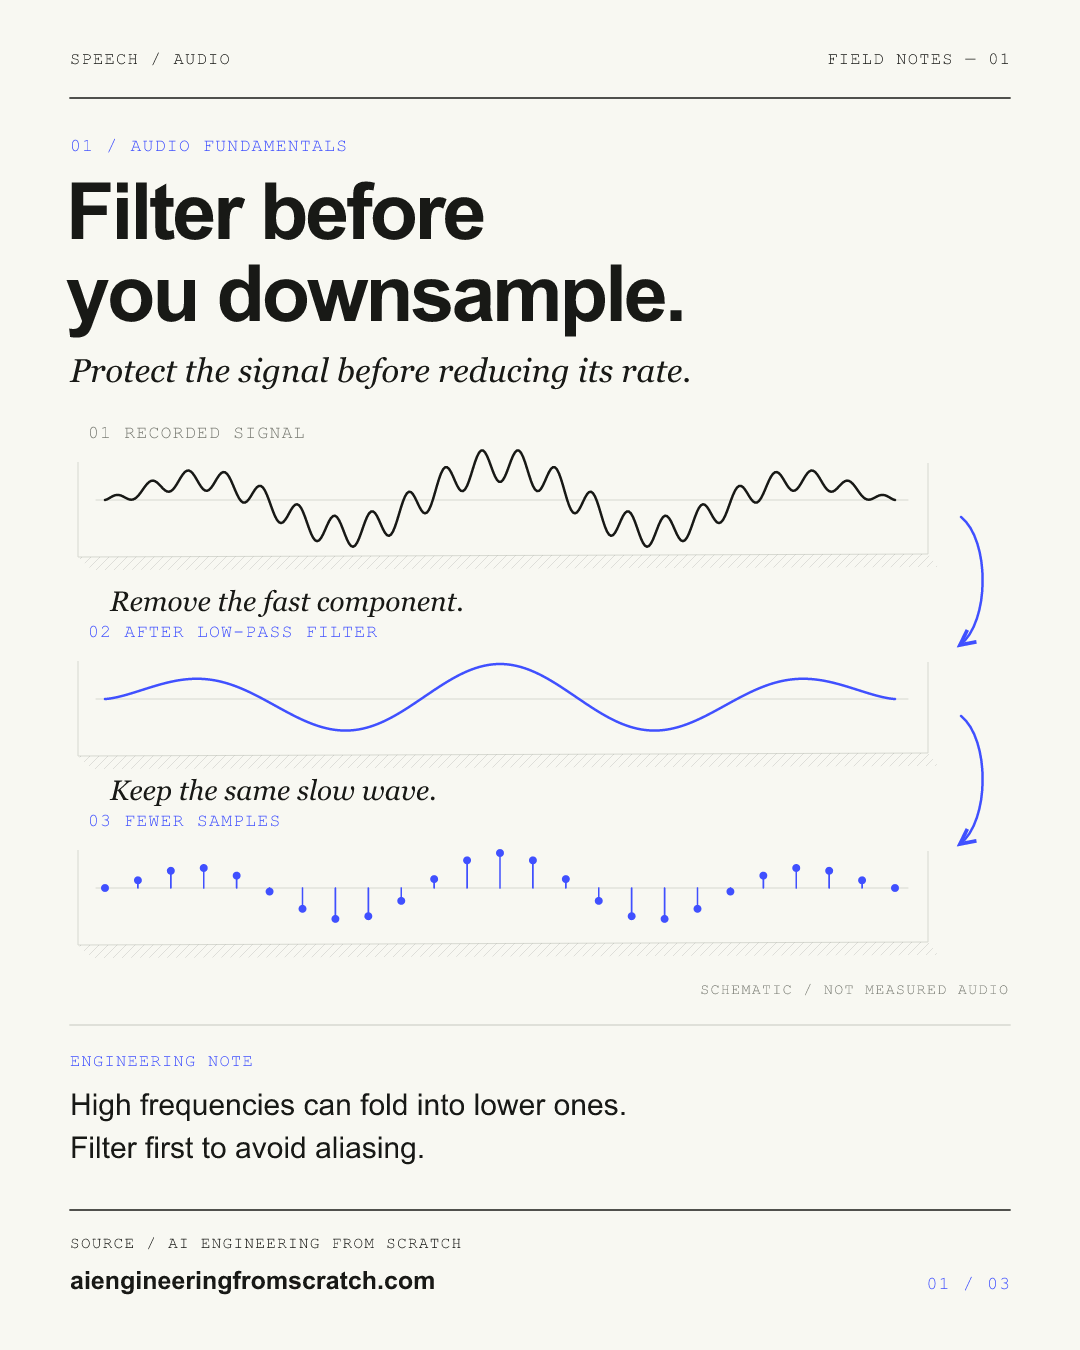 SPEECH / AUDIO
FIELD NOTES — 01
01 / AUDIO FUNDAMENTALS
Filter before
you downsample.
Protect the signal before reducing its rate.
01 RECORDED SIGNAL
Remove the fast component.
02 AFTER LOW-PASS FILTER
Keep the same slow wave.
03 FEWER SAMPLES
SCHEMATIC / NOT MEASURED AUDIO
ENGINEERING NOTE
High frequencies can fold into lower ones.
Filter first to avoid aliasing.
SOURCE / AI ENGINEERING FROM SCRATCH
aiengineeringfromscratch.com
01 / 03